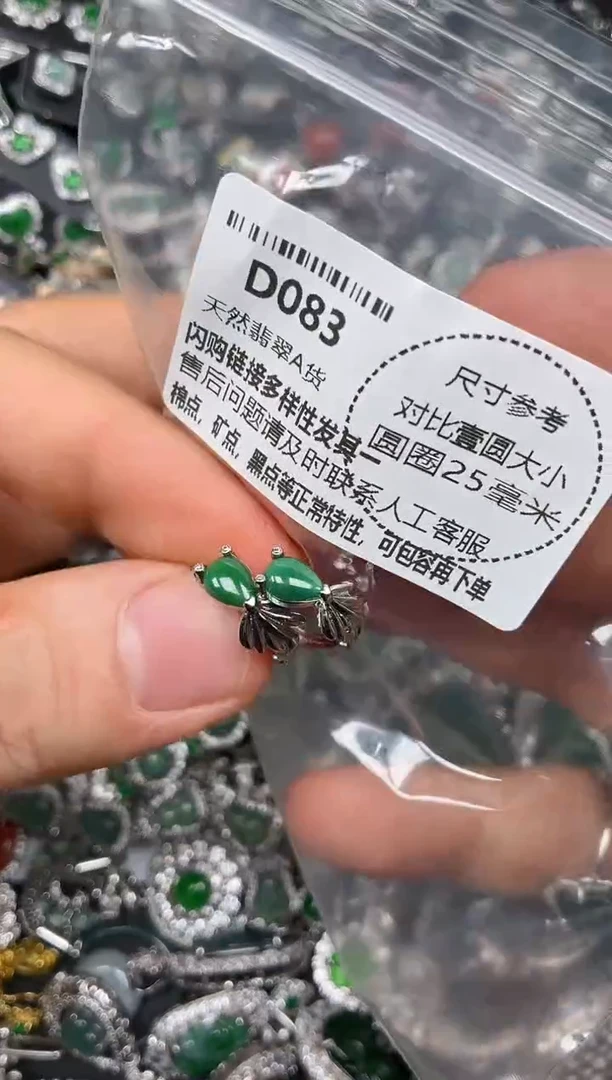 D083
天然翡翠A货
闪购链接多样性发其一
售后问题请及时联系人工客服
棉点，矿点，黑点等正常特性，可包容再下单
尺寸参考
对比壹圆大小
圆圈25毫米